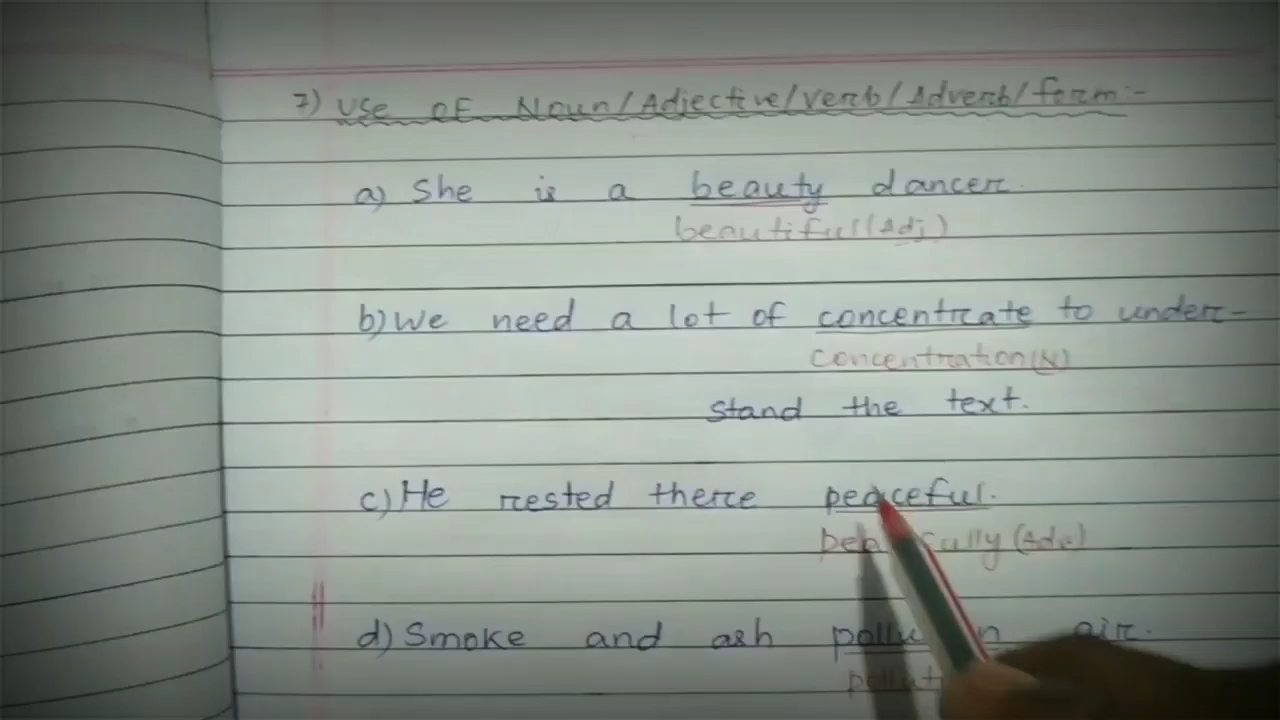 7) Use of Noun/Adjective/Verb/Adverb/form:-
a) She is a beauty dancer.
beautiful (Adj)
b) We need a lot of concentrate to under-
concentration (N)
stand the text.
c) He rested there peaceful.
(Adv)
d) Smoke and ash air.